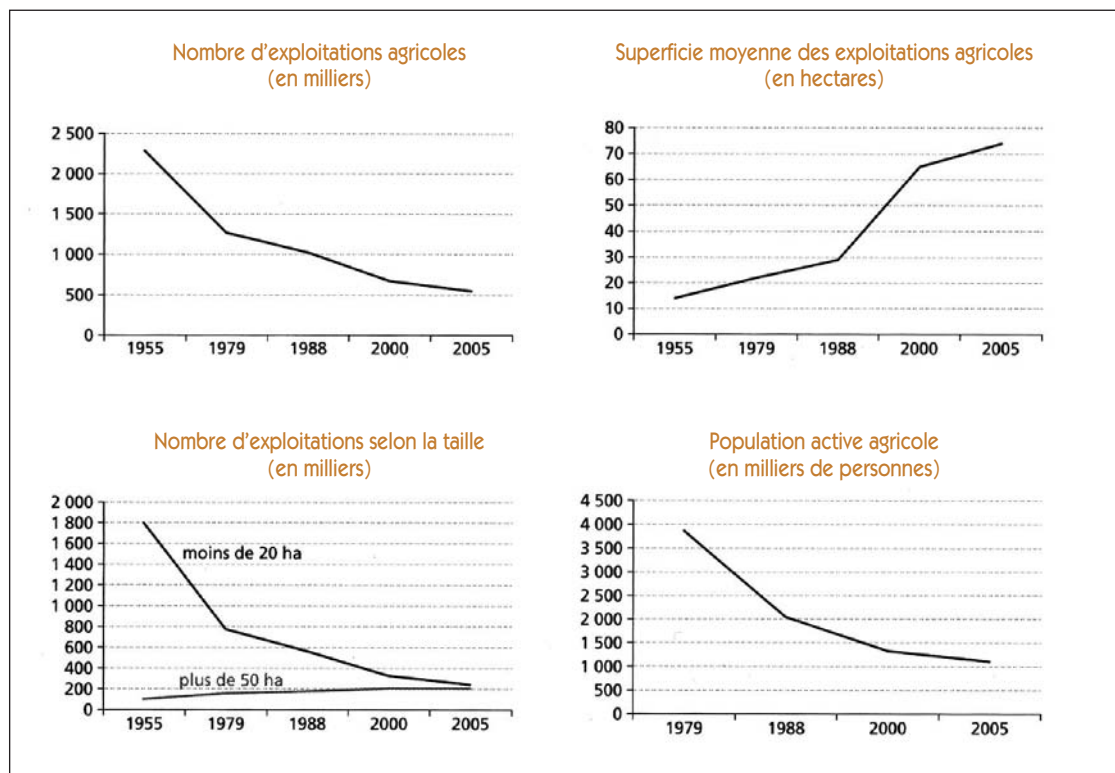 Nombre d'exploitations agricoles
(en milliers)
2 500
2 000
1 500
1 000
500
0
1955 1979 1988 2000 2005
Superficie moyenne des exploitations agricoles
(en hectares)
80
70
60
50
40
30
20
10
0
1955 1979 1988 2000 2005
Nombre d'exploitations selon la taille
(en milliers)
2 000
1 800
1 600
1 400
1 200
1 000
800
600
400
200
0
moins de 20 ha
plus de 50 ha
1955 1979 1988 2000 2005
Population active agricole
(en milliers de personnes)
4 500
4 000
3 500
3 000
2 500
2 000
1 500
1 000
500
0
1979 1988 2000 2005